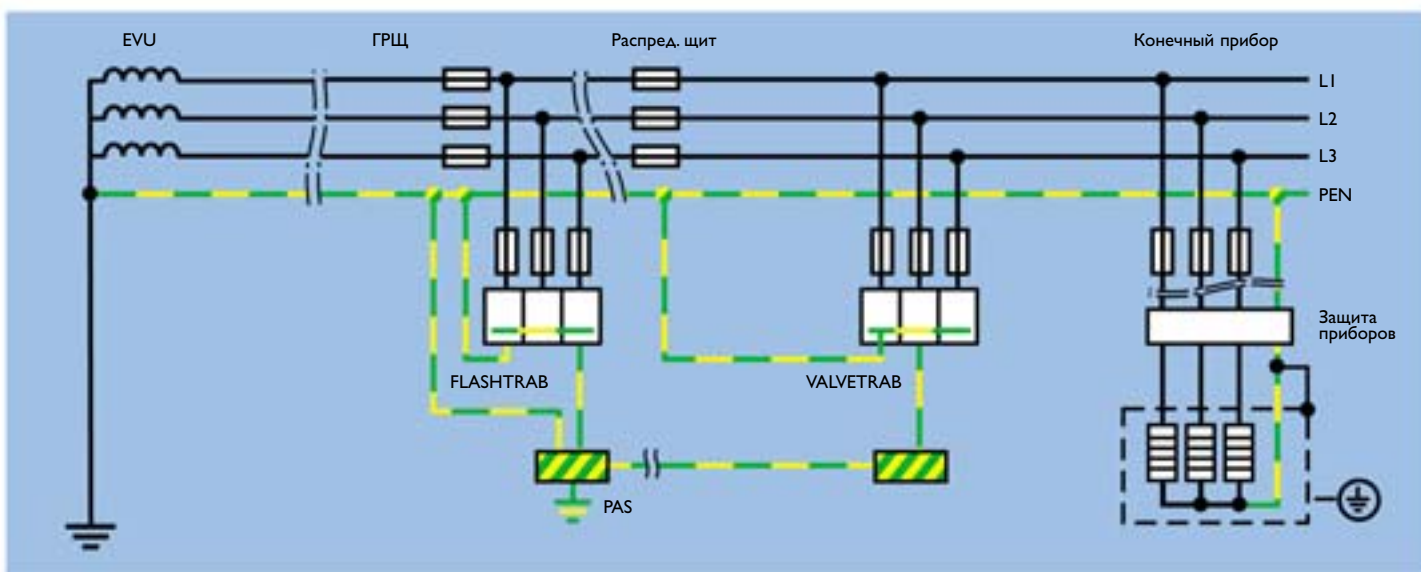 EVU
ГРЩ
Распред. щит
Конечный прибор
L1
L2
L3
PEN
Защита
приборов
FLASHTRAB
VALVETRAB
PAS